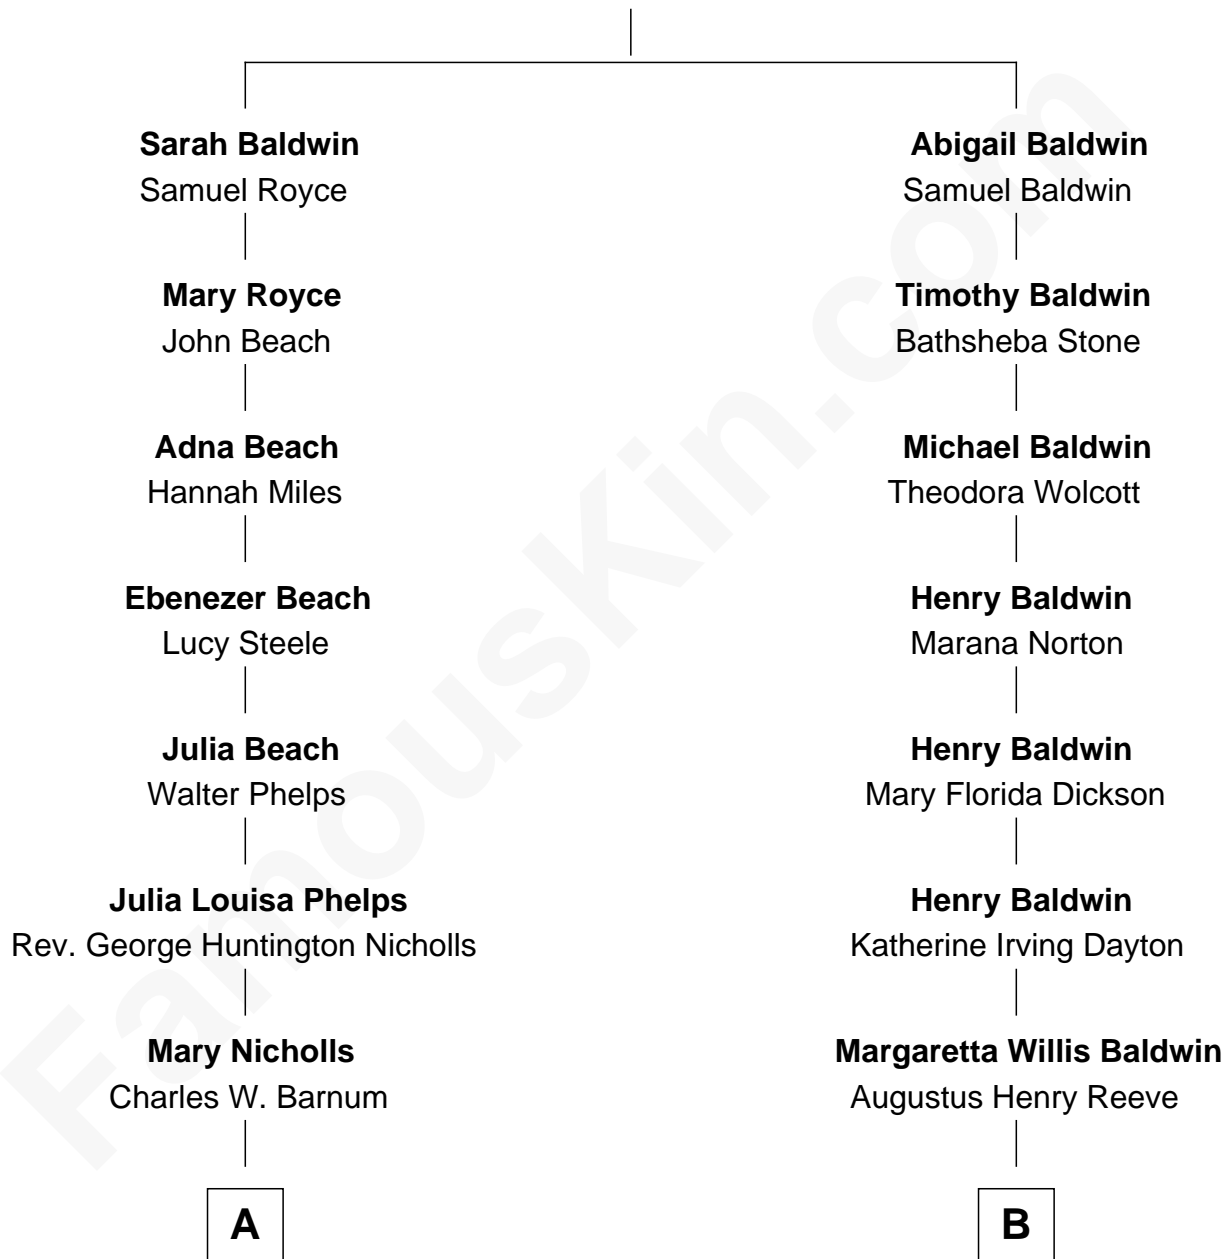 Sarah Baldwin
Samuel Royce
Mary Royce
John Beach
Adna Beach
Hannah Miles
Ebenezer Beach
Lucy Steele
Julia Beach
Walter Phelps
Julia Louisa Phelps
Rev. George Huntington Nicholls
Mary Nicholls
Charles W. Barnum
A
Abigail Baldwin
Samuel Baldwin
Timothy Baldwin
Bathsheba Stone
Michael Baldwin
Theodora Wolcott
Henry Baldwin
Marana Norton
Henry Baldwin
Mary Florida Dickson
Henry Baldwin
Katherine Irving Dayton
Margaretta Willis Baldwin
Augustus Henry Reeve
B
FamousKin.com